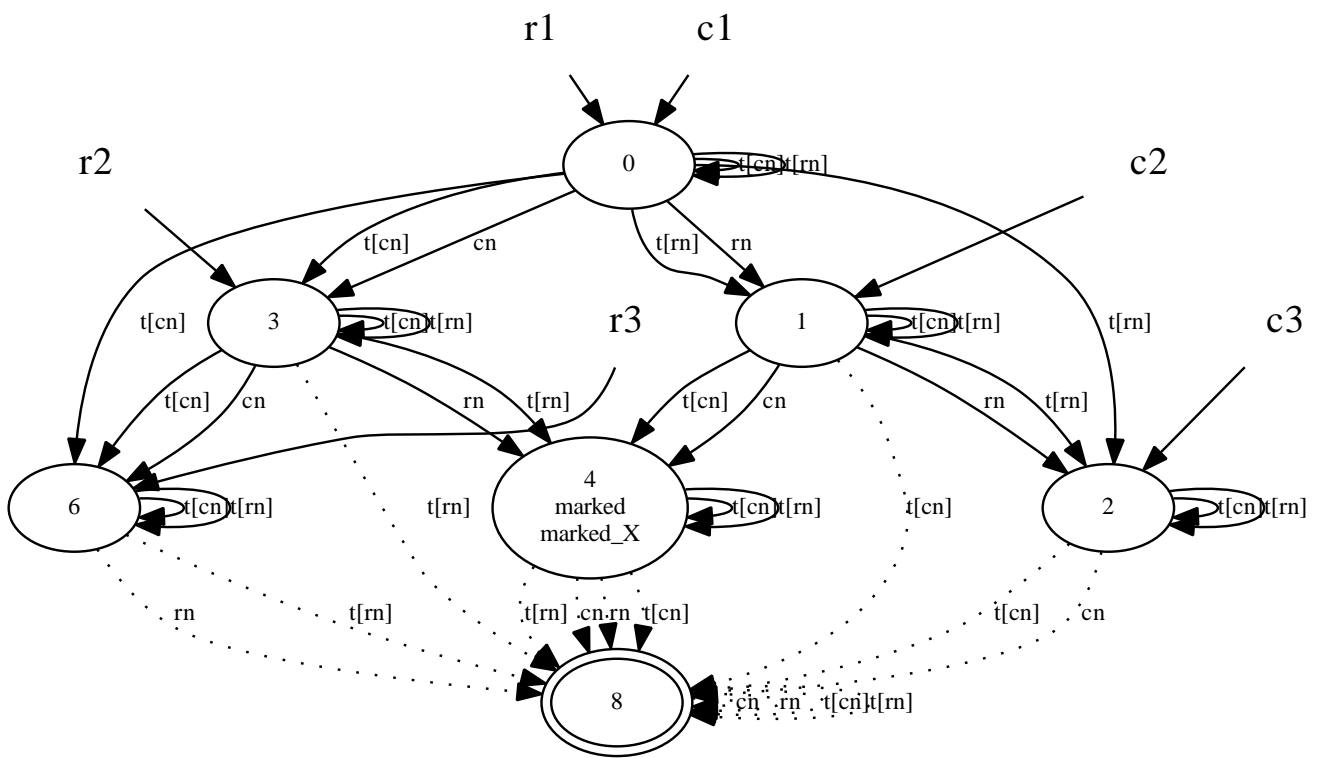 r1
c1
r2
0
t[cn]
t[rn]
c2
t[cn]
cn
t[rn]
rn
t[cn]
3
t[cn]
t[rn]
r3
1
t[cn]
t[rn]
t[rn]
c3
t[cn]
cn
rn
t[rn]
t[cn]
cn
rn
t[rn]
6
t[cn]
t[rn]
t[rn]
4
marked
marked_X
t[cn]
t[rn]
t[cn]
2
t[cn]
t[rn]
rn
t[rn]
t[rn]
cn
rn
t[cn]
t[cn]
cn
8
cn
rn
t[cn]
t[rn]